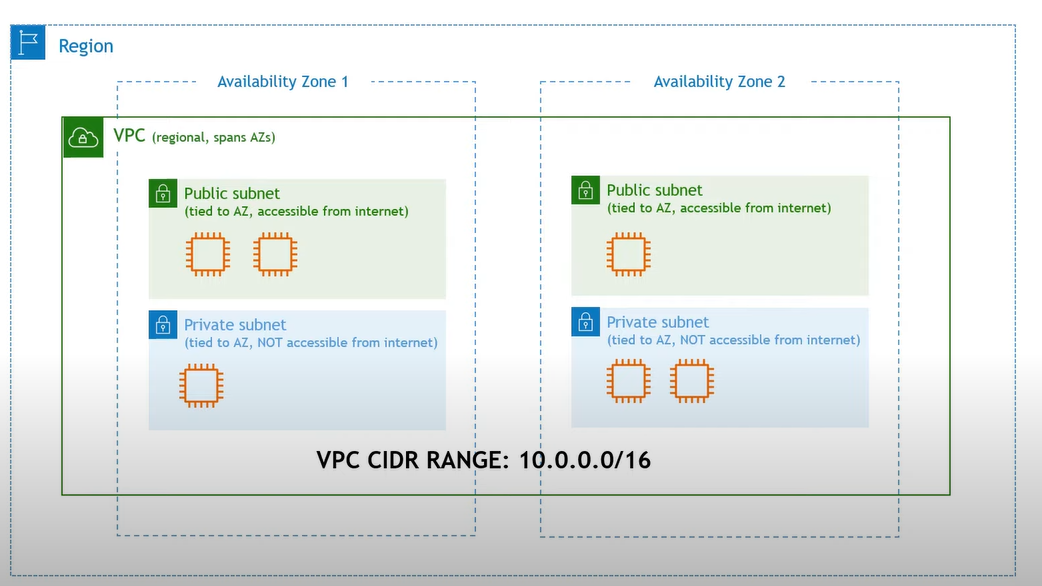 Region
Availability Zone 1
Availability Zone 2
VPC (regional, spans AZs)
Public subnet
(tied to AZ, accessible from internet)
Public subnet
(tied to AZ, accessible from internet)
Private subnet
(tied to AZ, NOT accessible from internet)
Private subnet
(tied to AZ, NOT accessible from internet)
VPC CIDR RANGE: 10.0.0.0/16